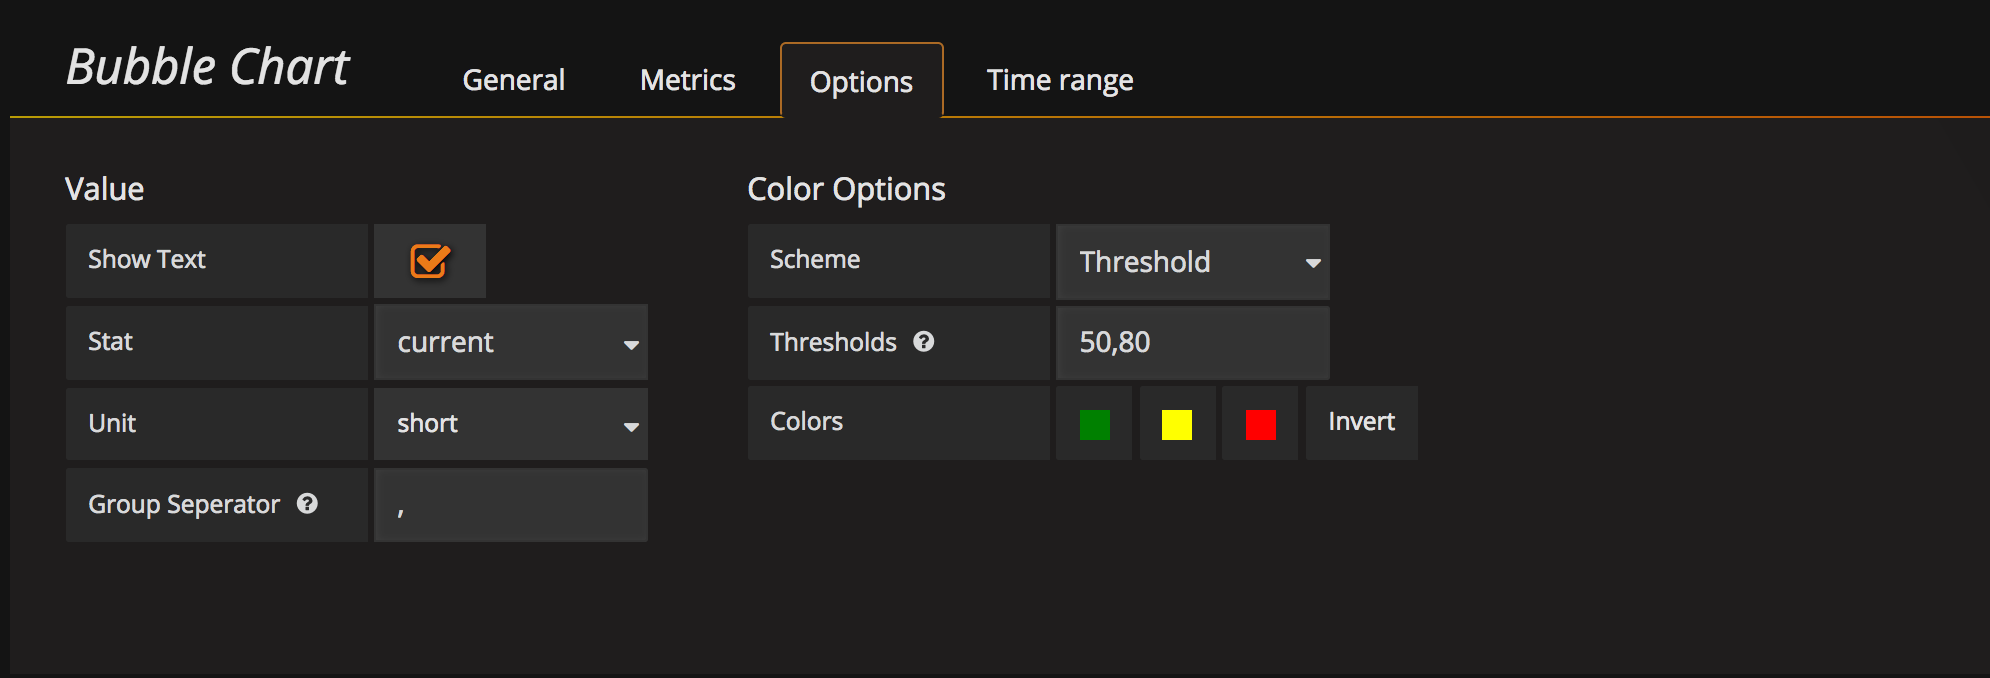 Bubble Chart General Metrics Options Time range
Value
Show Text
Stat current
Unit short
Group Seperator ,
Color Options
Scheme Threshold
Thresholds 50,80
Colors Invert